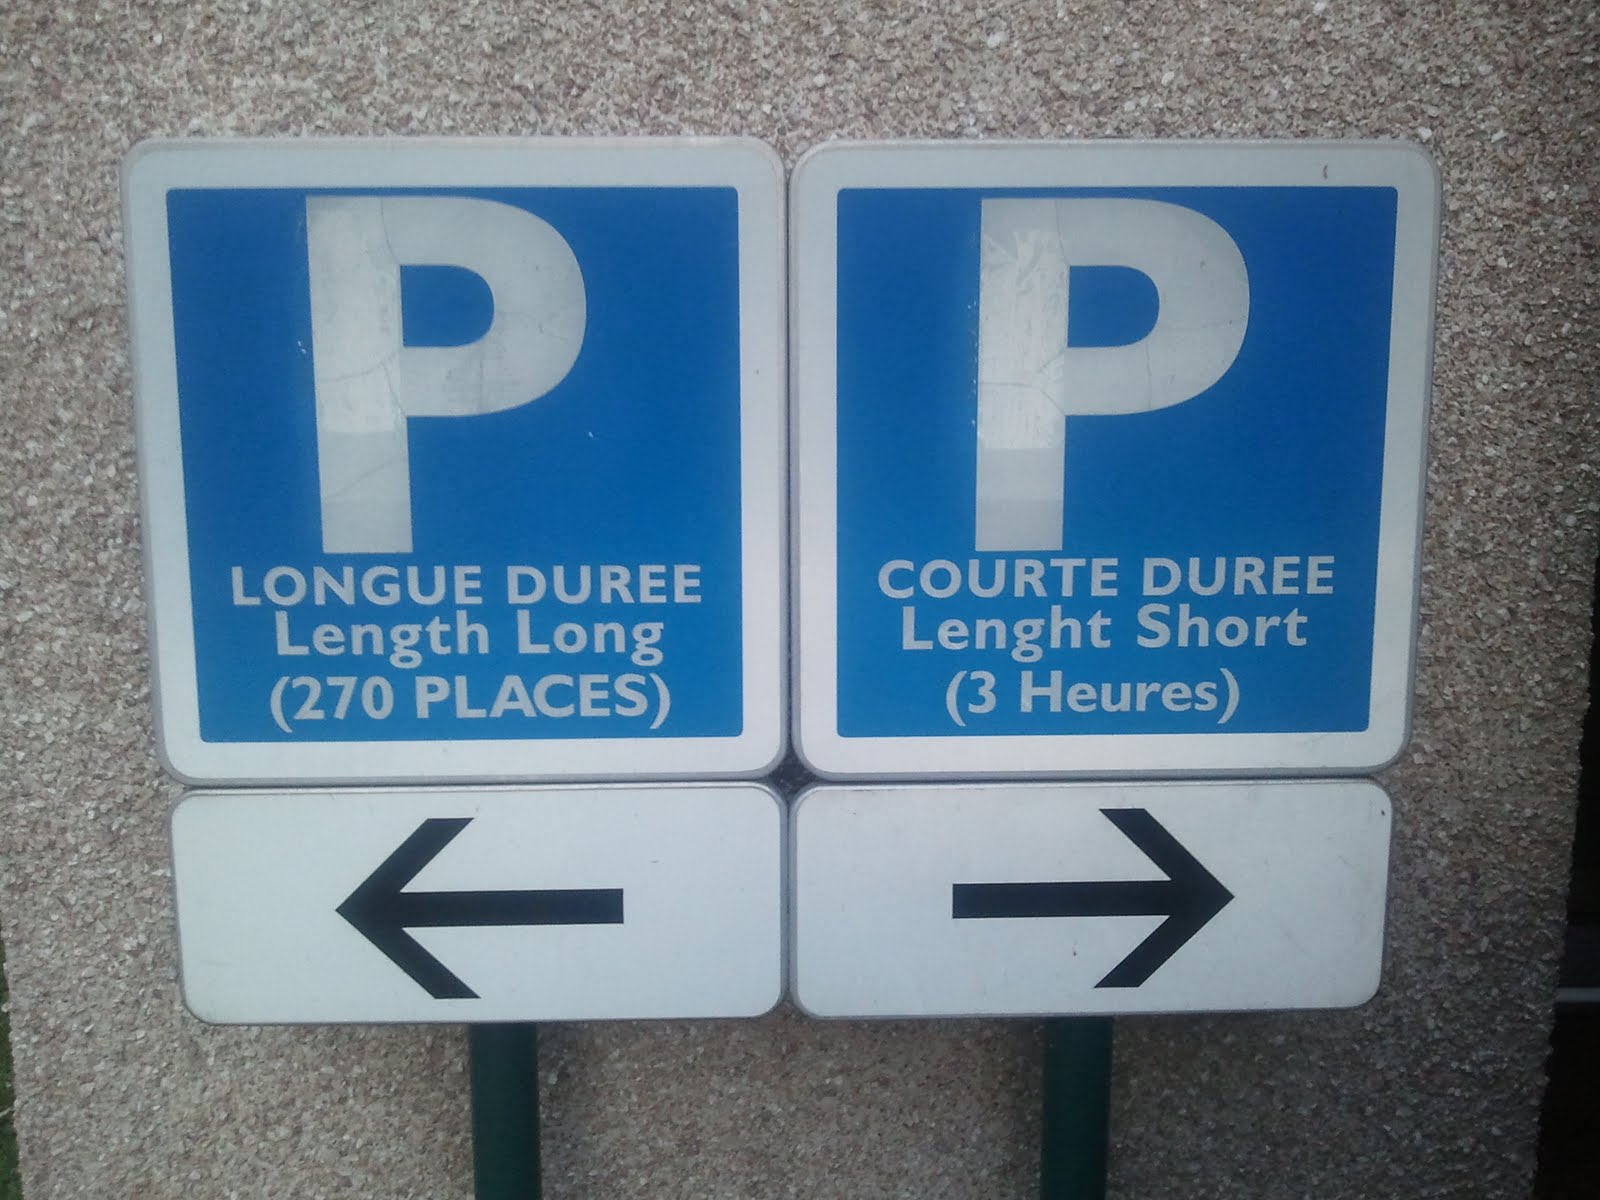 P
LONGUE DUREE
Length Long
(270 PLACES)
P
COURTE DUREE
Lenght Short
(3 Heures)